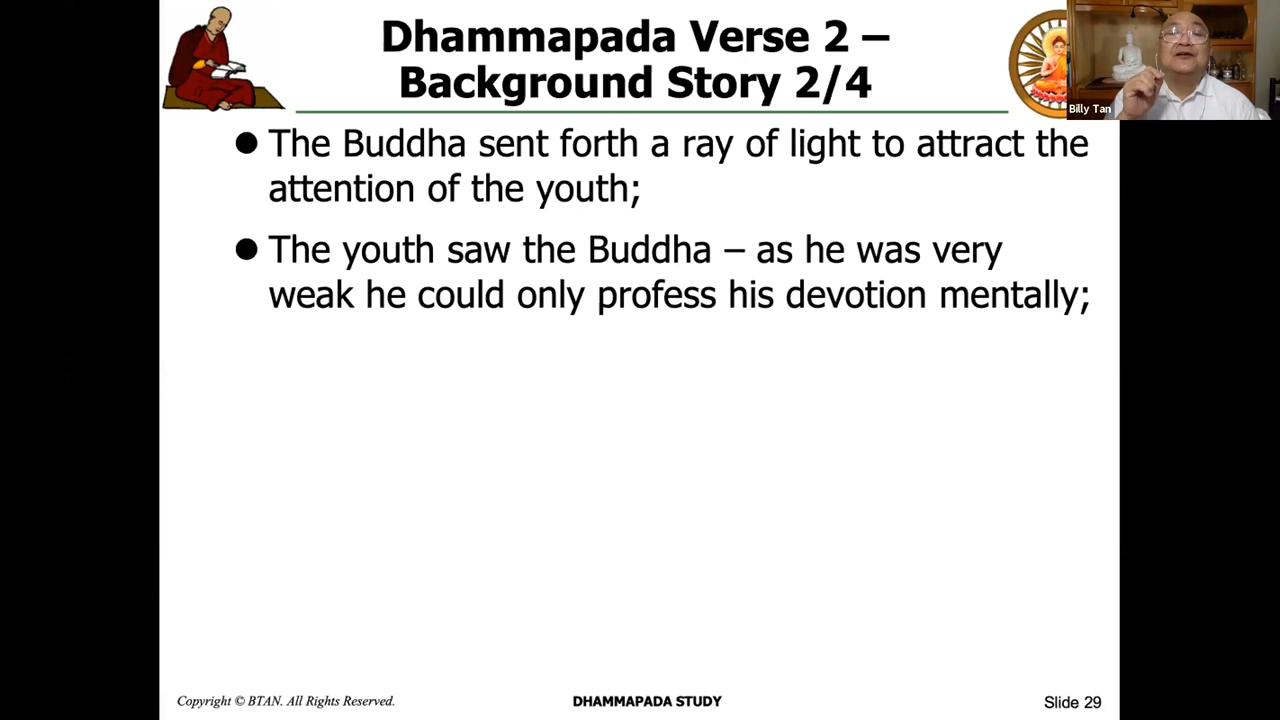 Dhammapada Verse 2 –
Background Story 2/4
Billy Tan
● The Buddha sent forth a ray of light to attract the
attention of the youth;
● The youth saw the Buddha – as he was very
weak he could only profess his devotion mentally;
Copyright © BTAN. All Rights Reserved.
DHAMMAPADA STUDY
Slide 29